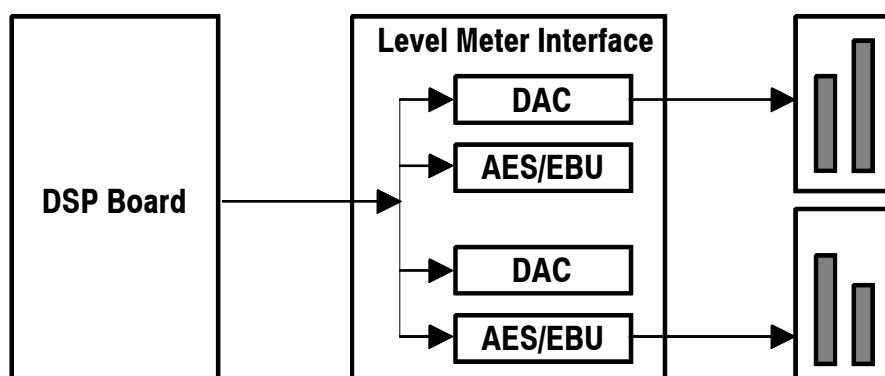 Level Meter Interface
DAC
AES/EBU
DSP Board
DAC
AES/EBU